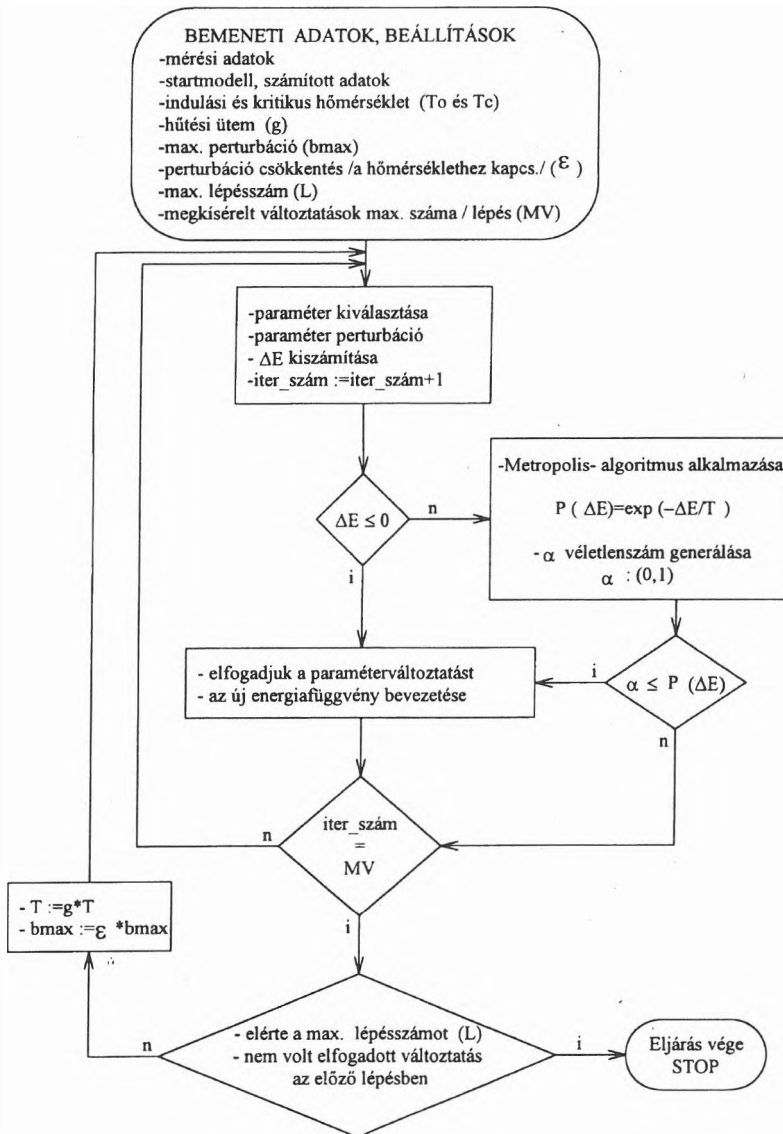 BEMENETI ADATOK, BEÁLLÍTÁSOK
-mérési adatok
-startmodell, számított adatok
-indulási és kritikus hőmérséklet (To és Tc)
-hűtési ütem (g)
-max. perturbáció (bmax)
-perturbáció csökkentés /a hőmérséklethez kapcs./ (ε)
-max. lépésszám (L)
-megkísérelt változtatások max. száma / lépés (MV)
-paraméter kiválasztása
-paraméter perturbáció
- ΔE kiszámítása
-iter_szám :=iter_szám+1
ΔE ≤ 0
n
i
-Metropolis- algoritmus alkalmazása
P ( ΔE)=exp (−ΔE/T )
- α véletlenszám generálása
α : (0,1)
- elfogadjuk a paraméterváltoztatást
- az új energiafüggvény bevezetése
i
α ≤ P (ΔE)
n
n
iter_szám
=
MV
i
- T :=g*T
- bmax :=ε *bmax
n
- elérte a max. lépésszámot (L)
- nem volt elfogadott változtatás
az előző lépésben
i
Eljárás vége
STOP